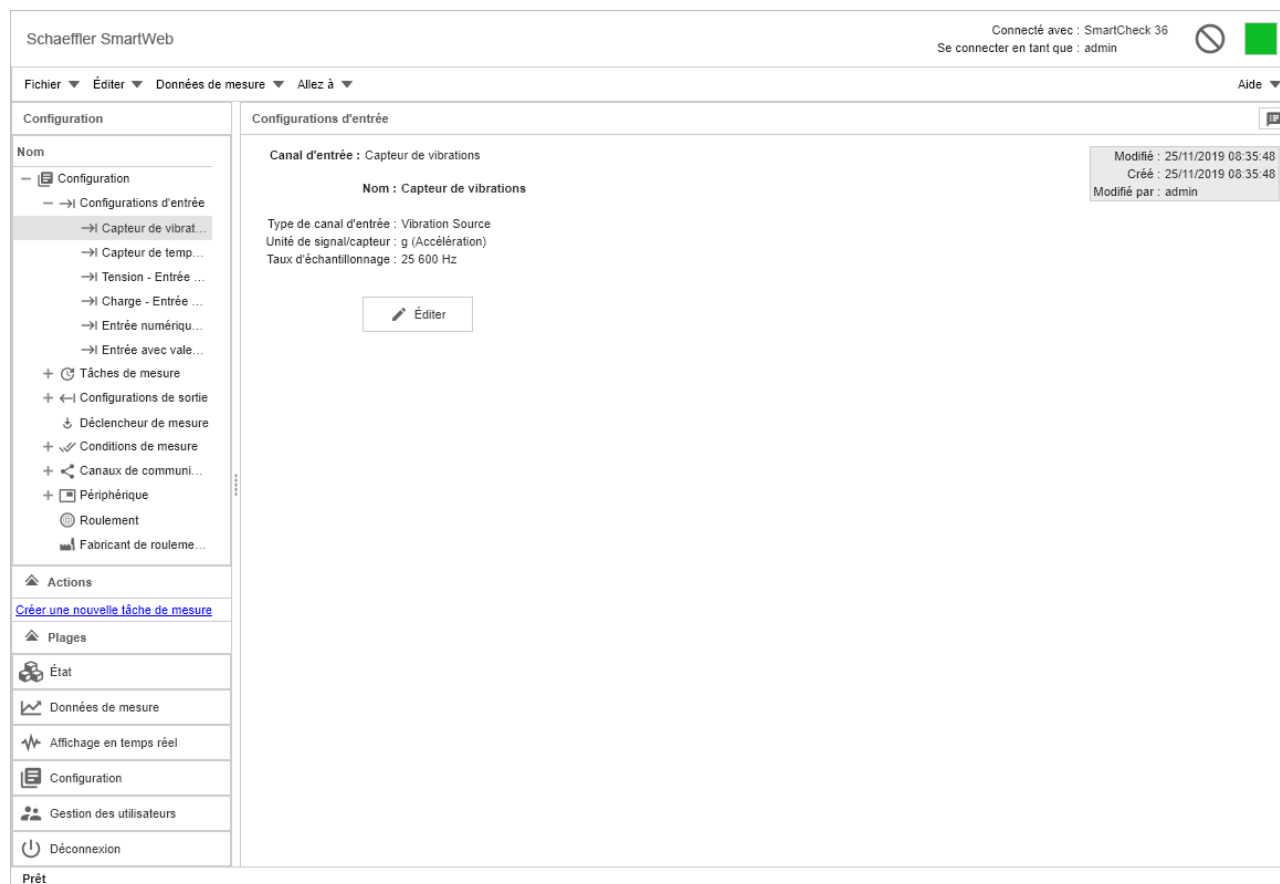 Schaeffler SmartWeb
Connecté avec : SmartCheck 36
Se connecter en tant que : admin
Fichier Éditer Données de mesure Allez à Aide
Configuration
Nom
Configuration
Configurations d'entrée
Capteur de vibrat...
Capteur de temp...
Tension - Entrée ...
Charge - Entrée ...
Entrée numériqu...
Entrée avec vale...
Tâches de mesure
Configurations de sortie
Déclencheur de mesure
Conditions de mesure
Canaux de communi...
Périphérique
Roulement
Fabricant de rouleme...
Actions
Créer une nouvelle tâche de mesure
Plages
État
Données de mesure
Affichage en temps réel
Configuration
Gestion des utilisateurs
Déconnexion
Configurations d'entrée
Canal d'entrée : Capteur de vibrations
Nom : Capteur de vibrations
Type de canal d'entrée : Vibration Source
Unité de signal/capteur : g (Accélération)
Taux d'échantillonnage : 25 600 Hz
Éditer
Modifié : 25/11/2019 08:35:48
Créé : 25/11/2019 08:35:48
Modifié par : admin
Prêt